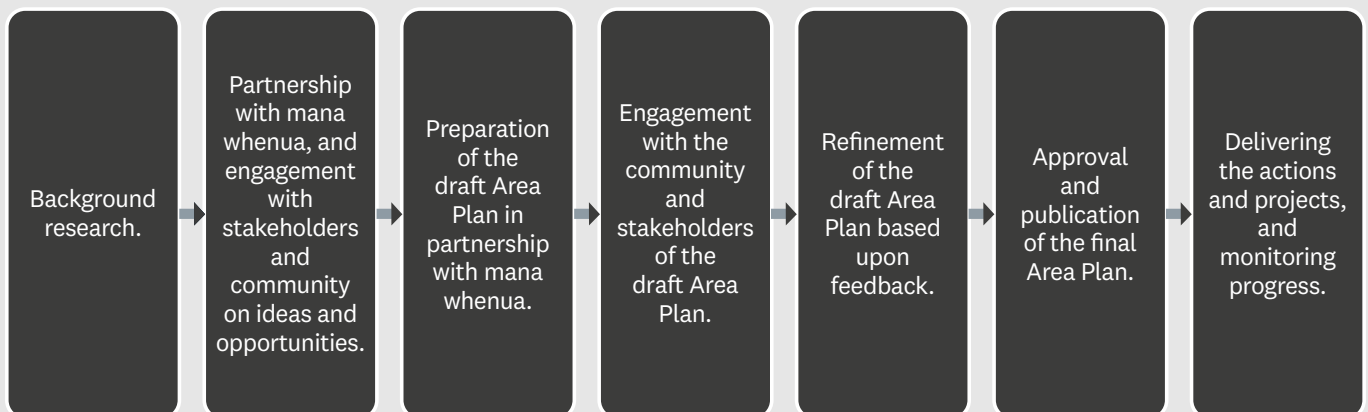 Background
research.
Partnership
with mana
whenua, and
engagement
with
stakeholders
and
community
on ideas and
opportunities.
Preparation
of the
draft Area
Plan in
partnership
with mana
whenua.
Engagement
with the
community
and
stakeholders
of the
draft Area
Plan.
Refinement
of the
draft Area
Plan based
upon
feedback.
Approval
and
publication
of the final
Area Plan.
Delivering
the actions
and projects,
and
monitoring
progress.